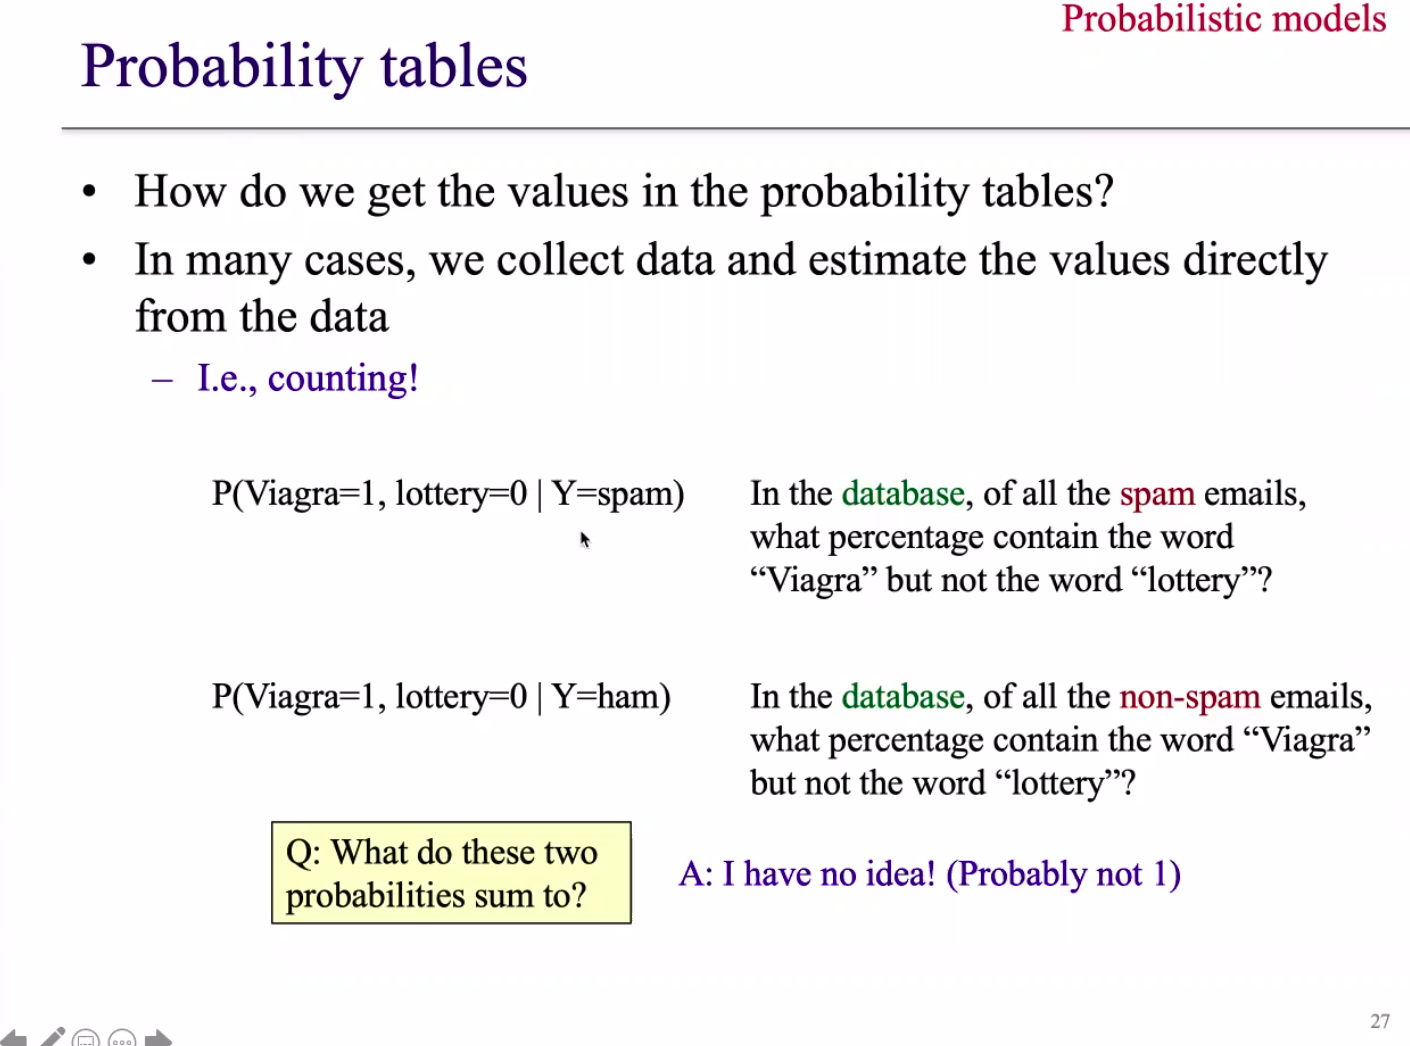 Probabilistic models
Probability tables
• How do we get the values in the probability tables?
• In many cases, we collect data and estimate the values directly
from the data
– I.e., counting!
P(Viagra=1, lottery=0 | Y=spam)
In the database, of all the spam emails,
what percentage contain the word
“Viagra” but not the word “lottery”?
P(Viagra=1, lottery=0 | Y=ham)
In the database, of all the non-spam emails,
what percentage contain the word “Viagra”
but not the word “lottery”?
Q: What do these two
probabilities sum to?
A: I have no idea! (Probably not 1)
27